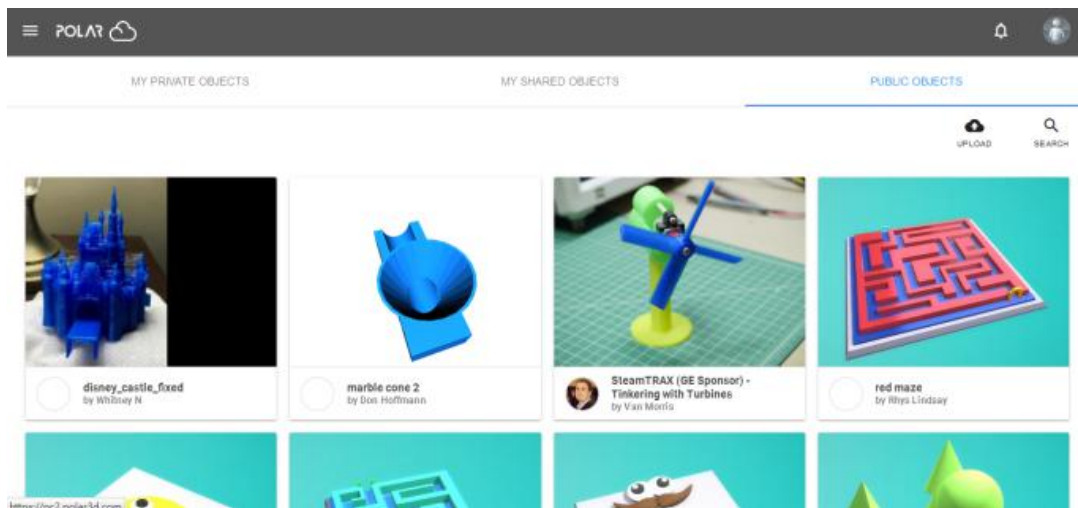 POLAR
MY PRIVATE OBJECTS
MY SHARED OBJECTS
PUBLIC OBJECTS
UPLOAD
SEARCH
disney_castle_fixed
by Whitney N
marble cone 2
by Don Hoffmann
SteamTRAX (GE Sponsor) -
Tinkering with Turbines
by Van Morris
red maze
by Rhys Lindsay